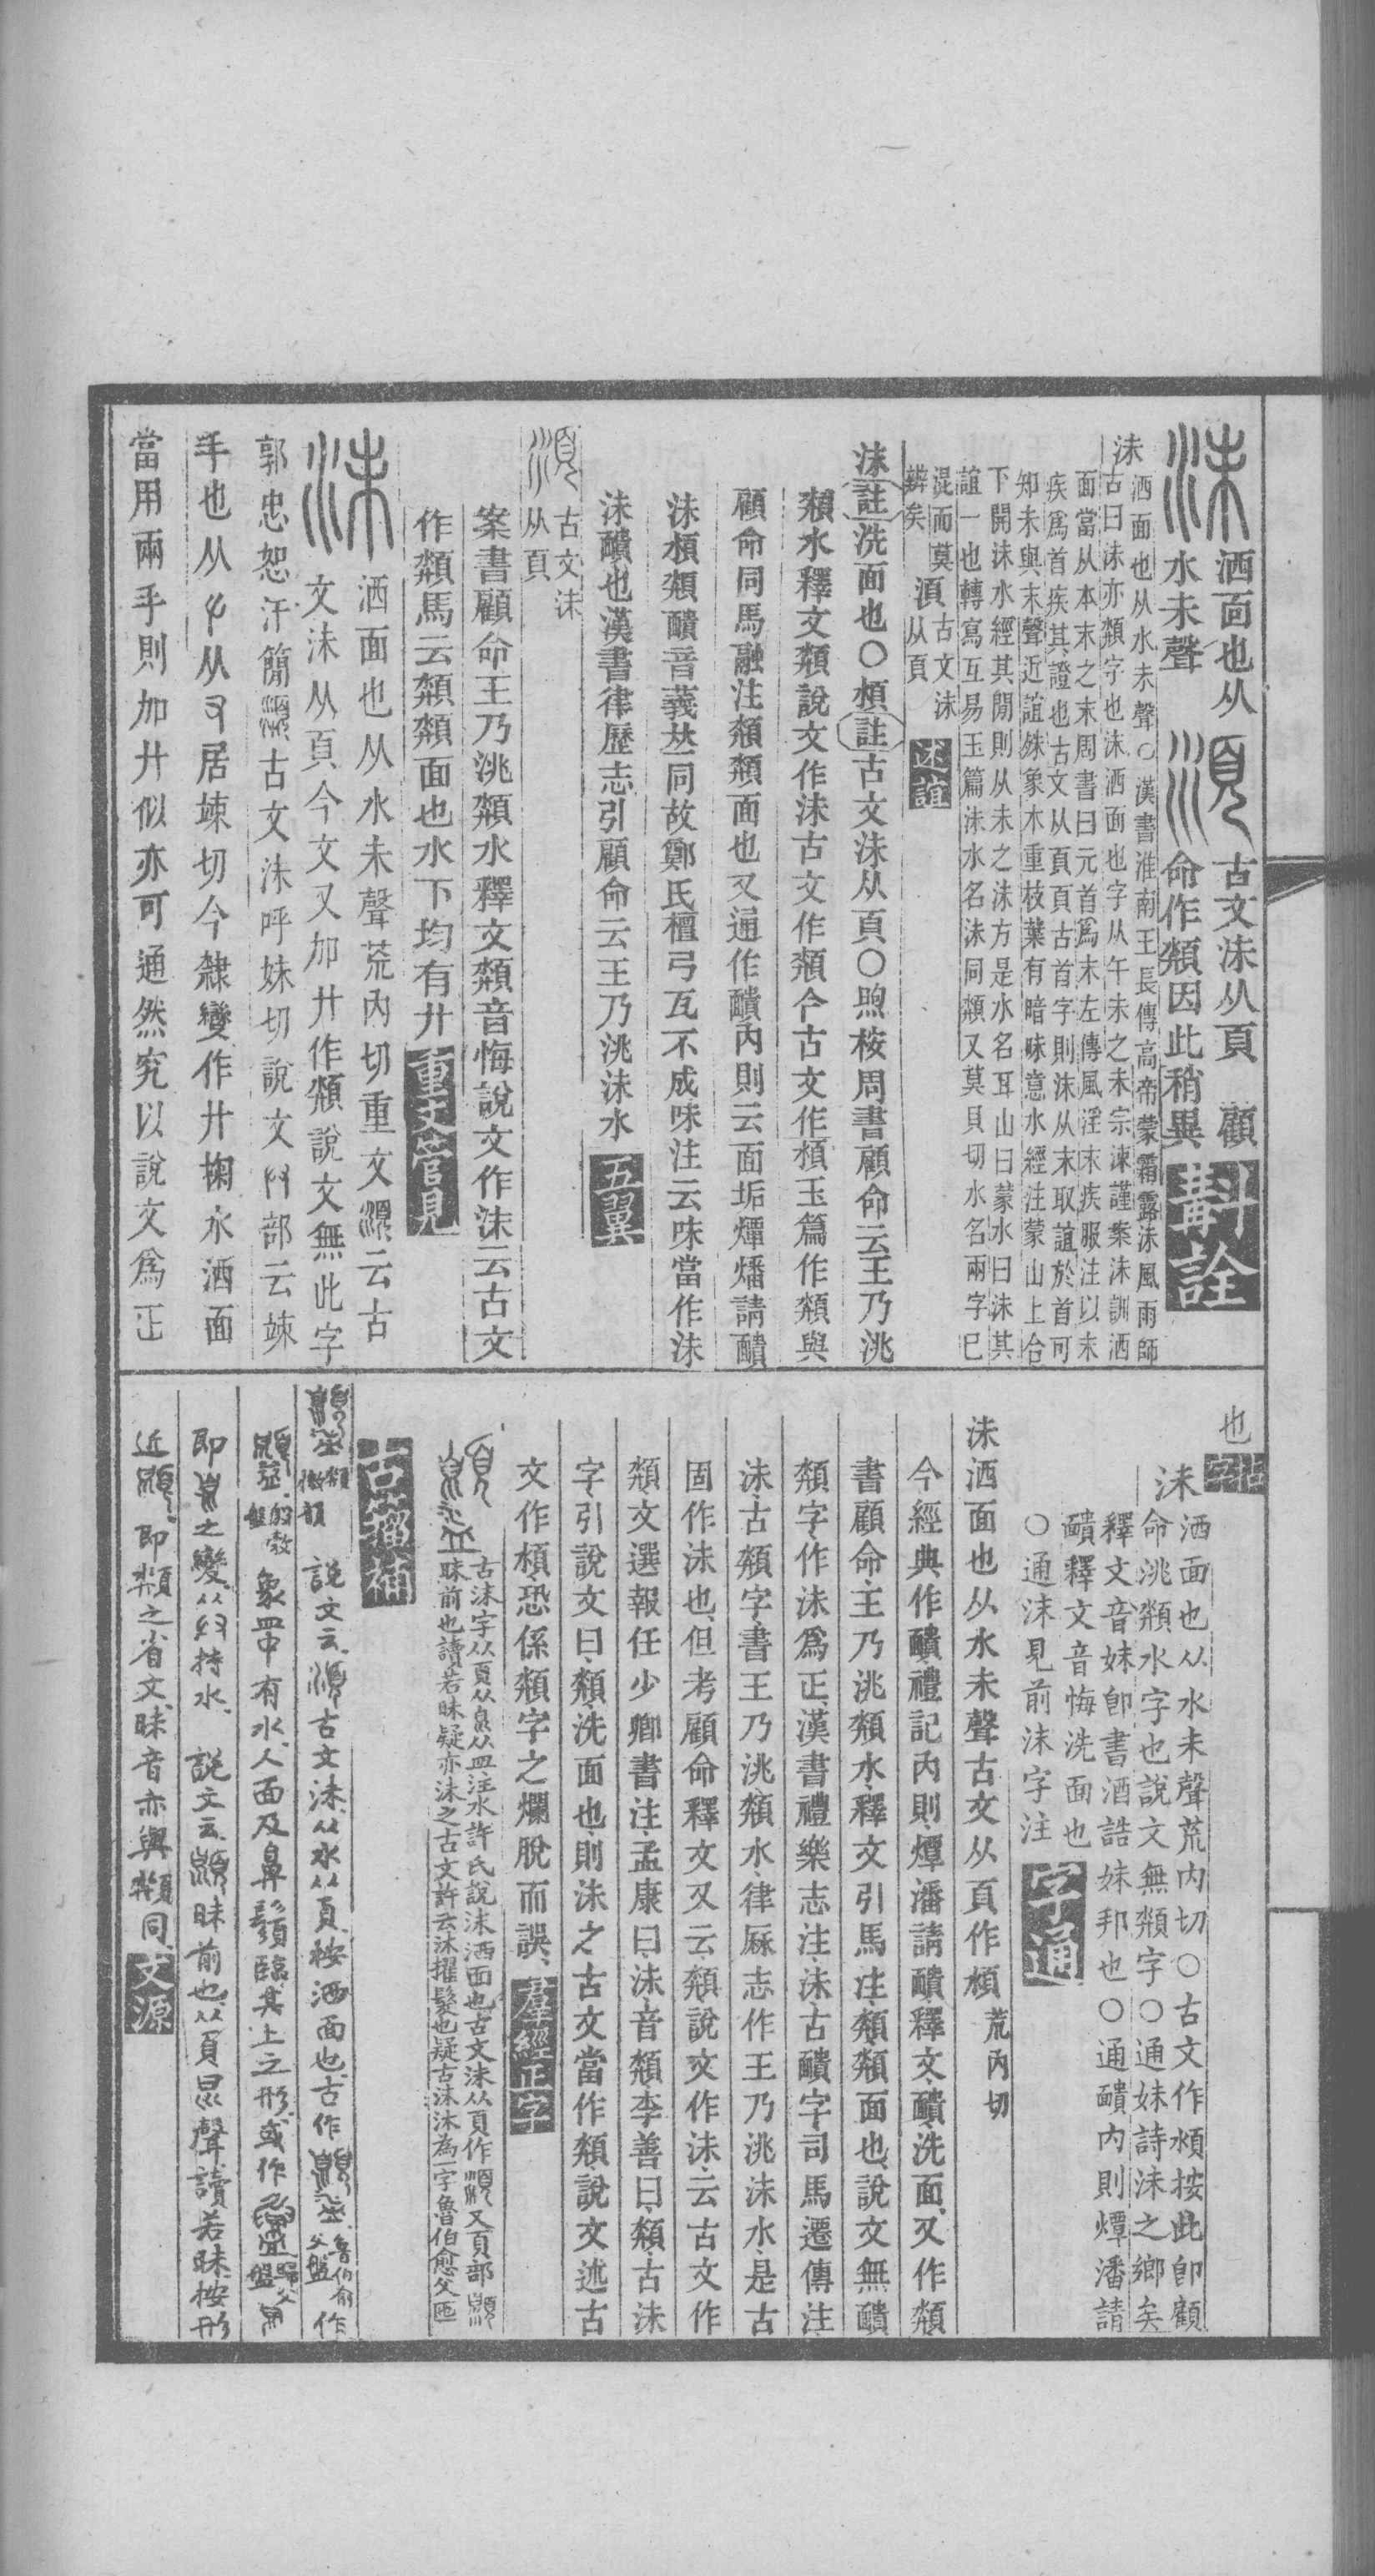 沬
洒面也从
水未聲
湏
古文沬从頁 顧
命作頮因此稍異
斠詮
沬
洒面也从水未聲○漢書淮南王長傳高帝蒙霜露沬風雨師
古曰沬亦頮字也沬洒面也字从午未之未宗諫謹案沬訓洒
面當从本末之末周書曰元首爲末左傳風淫末疾服注以末
疾爲首疾其證也古文从頁頁古首字則沬从末取誼於首可
知未與末聲近誼殊象木重枝葉有暗昧意水經注蒙山上合
下開沬水經其閒則从未之沬方是水名耳山曰蒙水曰沬其
誼一也轉寫互易玉篇沬水名沬同頮又莫貝切水名兩字已
混而莫
辨矣
湏
古文沬
从頁
述誼
沬註洗面也○湏註古文沬从頁○煦桉周書顧命云王乃洮
頮水釋文頮說文作沬古文作頮今古文作湏玉篇作頮與
顧命同馬融注頮頮面也又通作靧內則云面垢燂燔請靧
沬湏頮靧音義𠀤同故鄭氏檀弓瓦不成味注云味當作沬
沬靧也漢書律歷志引顧命云王乃洮沬水
五翼
湏
古文沬
从頁
案書顧命王乃洮頮水釋文頮音悔說文作沬云古文
作頮馬云頮頮面也水下均有廾
重文管見
沬
洒面也从水未聲荒內切重文湏云古
文沬从頁今文又加廾作頮說文無此字
郭忠恕汗簡古文沬呼妹切說文部云竦
手也从从又居竦切今隸變作廾掬水洒面
當用兩手則加廾似亦可通然究以說文爲正
也
古字
沬
洒面也从水未聲荒內切○古文作湏按此卽顧
命洮頮水字也說文無頮字○通妹詩沬之鄉矣
釋文音妹卽書酒誥妹邦也○通靧內則燂潘請
靧釋文音悔洗面也
○通沬見前沬字注
字通
沬洒面也从水未聲古文从頁作湏荒內切
今經典作靧禮記內則燂潘請靧釋文靧洗面又作頮
書顧命王乃洮頮水釋文引馬注頮頮面也說文無靧
頮字作沬爲正漢書禮樂志注沬古靧字司馬遷傳注
沬古頮字書王乃洮頮水律厤志作王乃洮沬水是古
固作沬也但考顧命釋文又云頮說文作沬云古文作
頮文選報任少卿書注孟康曰沬音頮李善曰頮古沬
字引說文曰頮洗面也則沬之古文當作頮說文述古
文作湏恐係頮字之爛脫而誤
羣經正字
古沬字从頁从从皿注水許氏說沬洒面也古文沬从頁作湏又頁部
昧前也讀若昧疑亦沬之古文許云沐擢髮也疑古沬沐爲一字魯伯愈父匜
古籀補
說文云湏古文沬从水从頁按洒面也古作 魯伯俞父盤 作
象皿中有水人面及鼻鬚臨其上之形或作
即之變从持水 說文云昧前也从頁㫐聲讀若昧按形
近即頮之省文昧音亦與頮同
文源